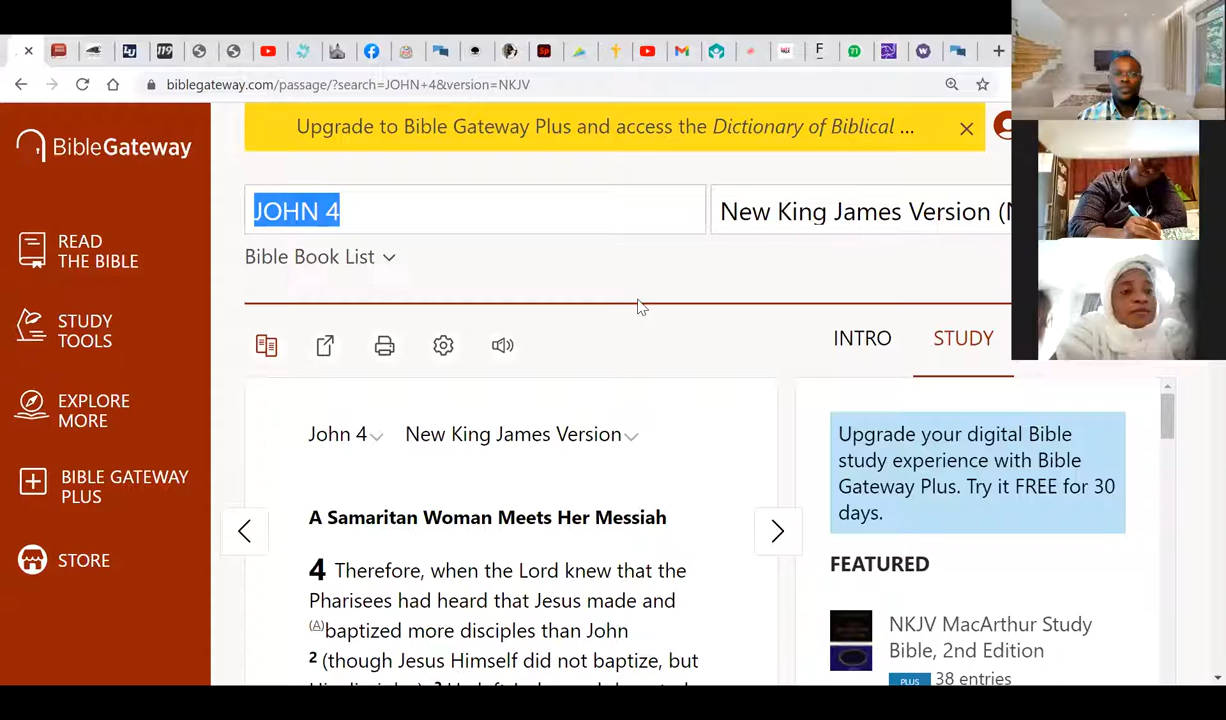 biblegateway.com/passage/?search=JOHN+4&version=NKJV
BibleGateway
Upgrade to Bible Gateway Plus and access the Dictionary of Biblical ...
JOHN 4
New King James Version (
Bible Book List
READ
THE BIBLE
STUDY
TOOLS
EXPLORE
MORE
BIBLE GATEWAY
PLUS
STORE
INTRO
STUDY
John 4
New King James Version
A Samaritan Woman Meets Her Messiah
4 Therefore, when the Lord knew that the
Pharisees had heard that Jesus made and
(A)baptized more disciples than John
2 (though Jesus Himself did not baptize, but
Upgrade your digital Bible
study experience with Bible
Gateway Plus. Try it FREE for 30
days.
FEATURED
NKJV MacArthur Study
Bible, 2nd Edition
PLUS 38 entries